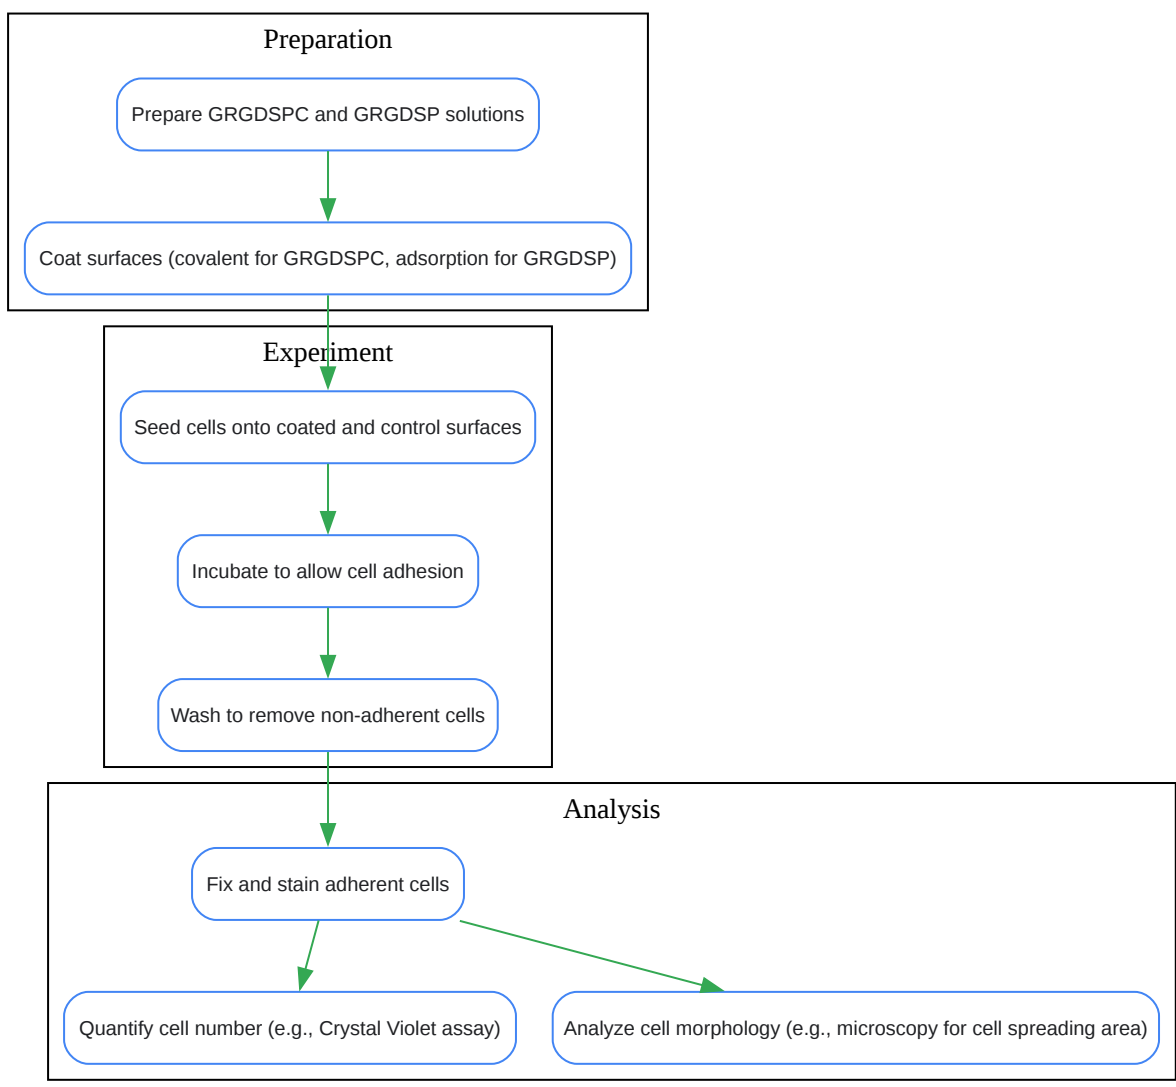 Preparation
Prepare GRGDSPC and GRGDSP solutions
Coat surfaces (covalent for GRGDSPC, adsorption for GRGDSP)
Experiment
Seed cells onto coated and control surfaces
Incubate to allow cell adhesion
Wash to remove non-adherent cells
Analysis
Fix and stain adherent cells
Quantify cell number (e.g., Crystal Violet assay)
Analyze cell morphology (e.g., microscopy for cell spreading area)